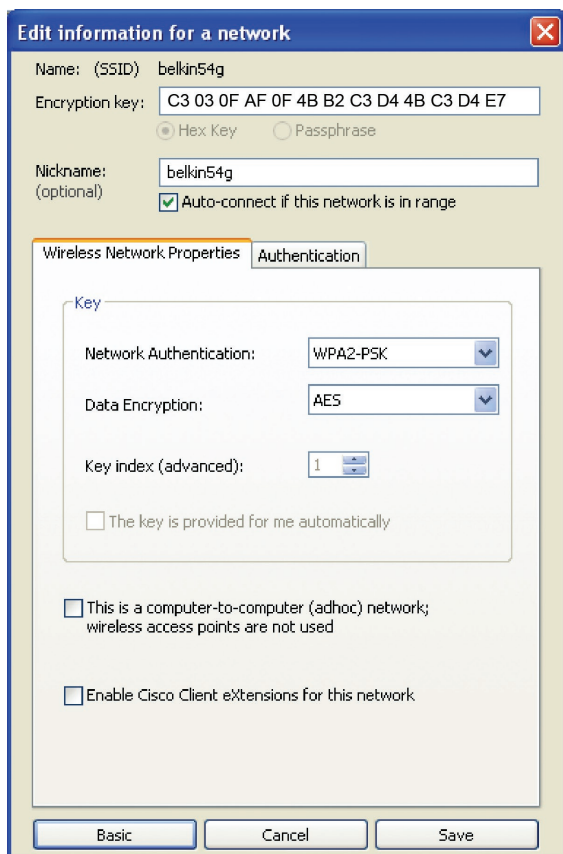 Edit information for a network
Name: (SSID) belkin54g
Encryption key: C3 03 0F AF 0F 4B B2 C3 D4 4B C3 D4 E7
Hex Key Passphrase
Nickname: belkin54g
(optional)
Auto-connect if this network is in range
Wireless Network Properties Authentication
Key
Network Authentication: WPA2-PSK
Data Encryption: AES
Key index (advanced): 1
The key is provided for me automatically
This is a computer-to-computer (adhoc) network;
wireless access points are not used
Enable Cisco Client eXtensions for this network
Basic Cancel Save